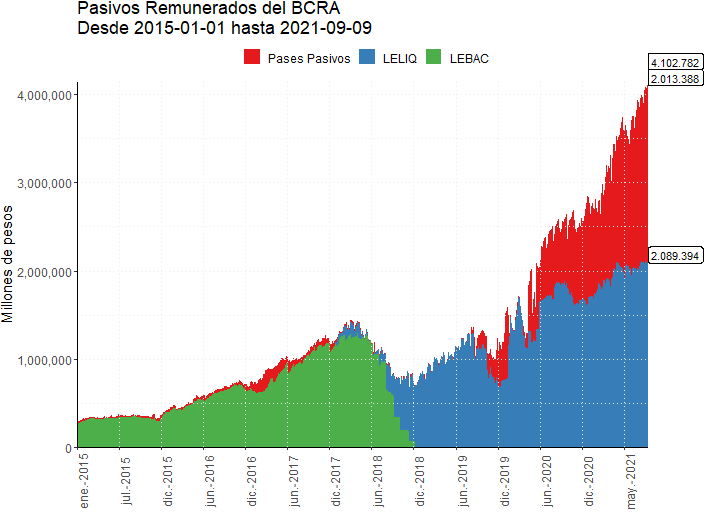 Pasivos Remunerados del BCRA
Desde 2015-01-01 hasta 2021-09-09
Pases Pasivos LELIQ LEBAC
4.102.782
2.013.388
2.089.394
Millones de pesos
4,000,000
3,000,000
2,000,000
1,000,000
0
ene.-2015
jul.-2015
dic.-2015
jun.-2016
dic.-2016
jun.-2017
dic.-2017
jun.-2018
dic.-2018
jun.-2019
dic.-2019
jun.-2020
dic.-2020
may.-2021